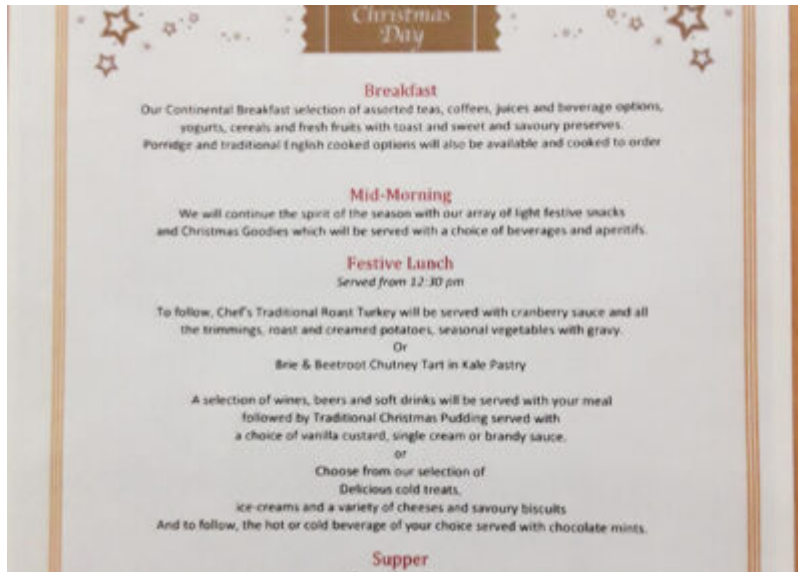 Christmas
Day
Breakfast
Our Continental Breakfast selection of assorted teas, coffees, juices and beverage options,
yogurts, cereals and fresh fruits with toast and sweet and savoury preserves.
Porridge and traditional English cooked options will also be available and cooked to order
Mid-Morning
We will continue the spirit of the season with our array of light festive snacks
and Christmas Goodies which will be served with a choice of beverages and aperitifs.
Festive Lunch
Served from 12:30 pm
To follow, Chef's Traditional Roast Turkey will be served with cranberry sauce and all
the trimmings, roast and creamed potatoes, seasonal vegetables with gravy.
Or
Brie & Beetroot Chutney Tart in Kale Pastry
A selection of wines, beers and soft drinks will be served with your meal
followed by Traditional Christmas Pudding served with
a choice of vanilla custard, single cream or brandy sauce.
or
Choose from our selection of
Delicious cold treats,
ice-creams and a variety of cheeses and savoury biscuits
And to follow, the hot or cold beverage of your choice served with chocolate mints.
Supper